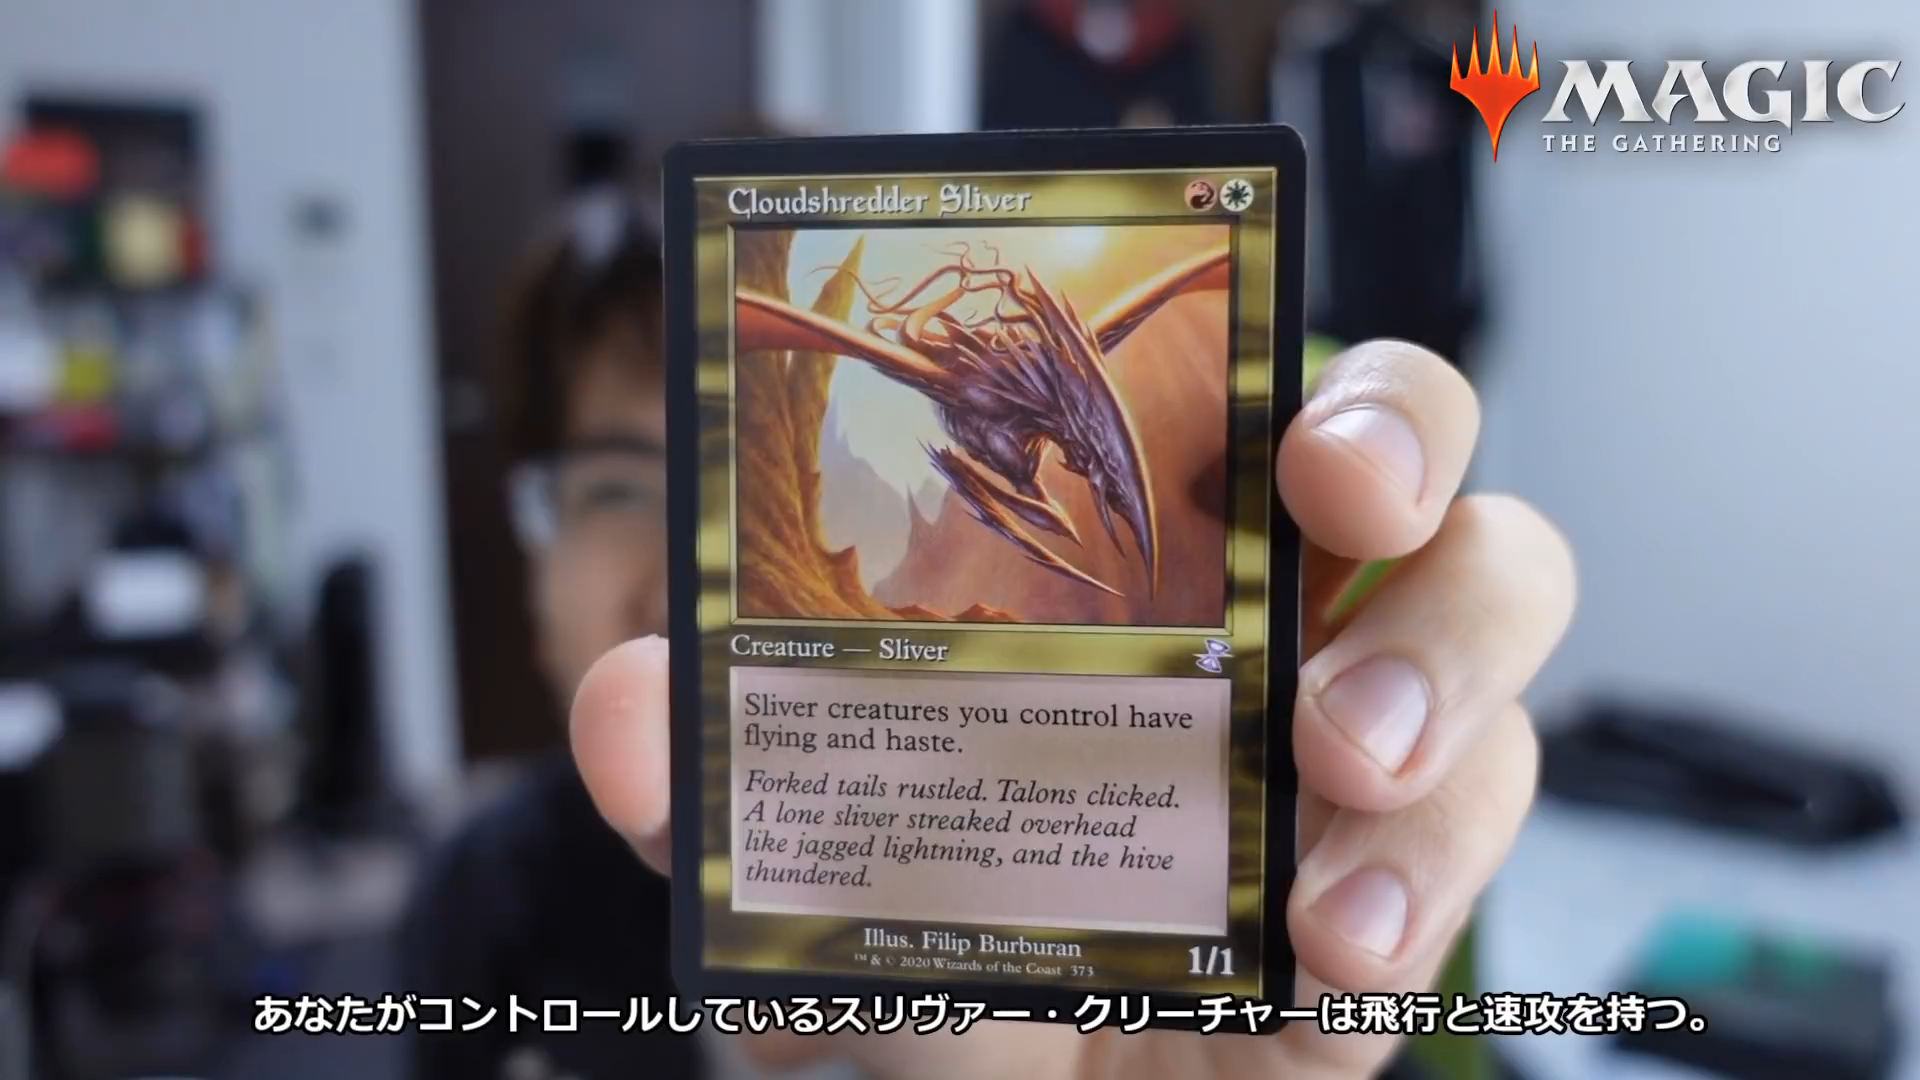 MAGIC
THE GATHERING
Cloudshredder Sliver
Creature — Sliver
Sliver creatures you control have
flying and haste.
Forked tails rustled. Talons clicked.
A lone sliver streaked overhead
like jagged lightning, and the hive
thundered.
Illus. Filip Burburan
™ & © 2020 Wizards of the Coast 373
1/1
あなたがコントロールしているスリヴァー・クリーチャーは飛行と速攻を持つ。